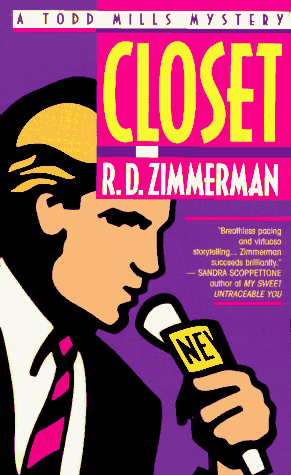 A TODD MILLS MYSTERY
CLOSET
R. D. ZIMMERMAN
"Breathless pacing
and virtuoso
storytelling... Zimmerman
succeeds brilliantly."
— SANDRA SCOPPETTONE
author of MY SWEET
UNTRACEABLE YOU
NE